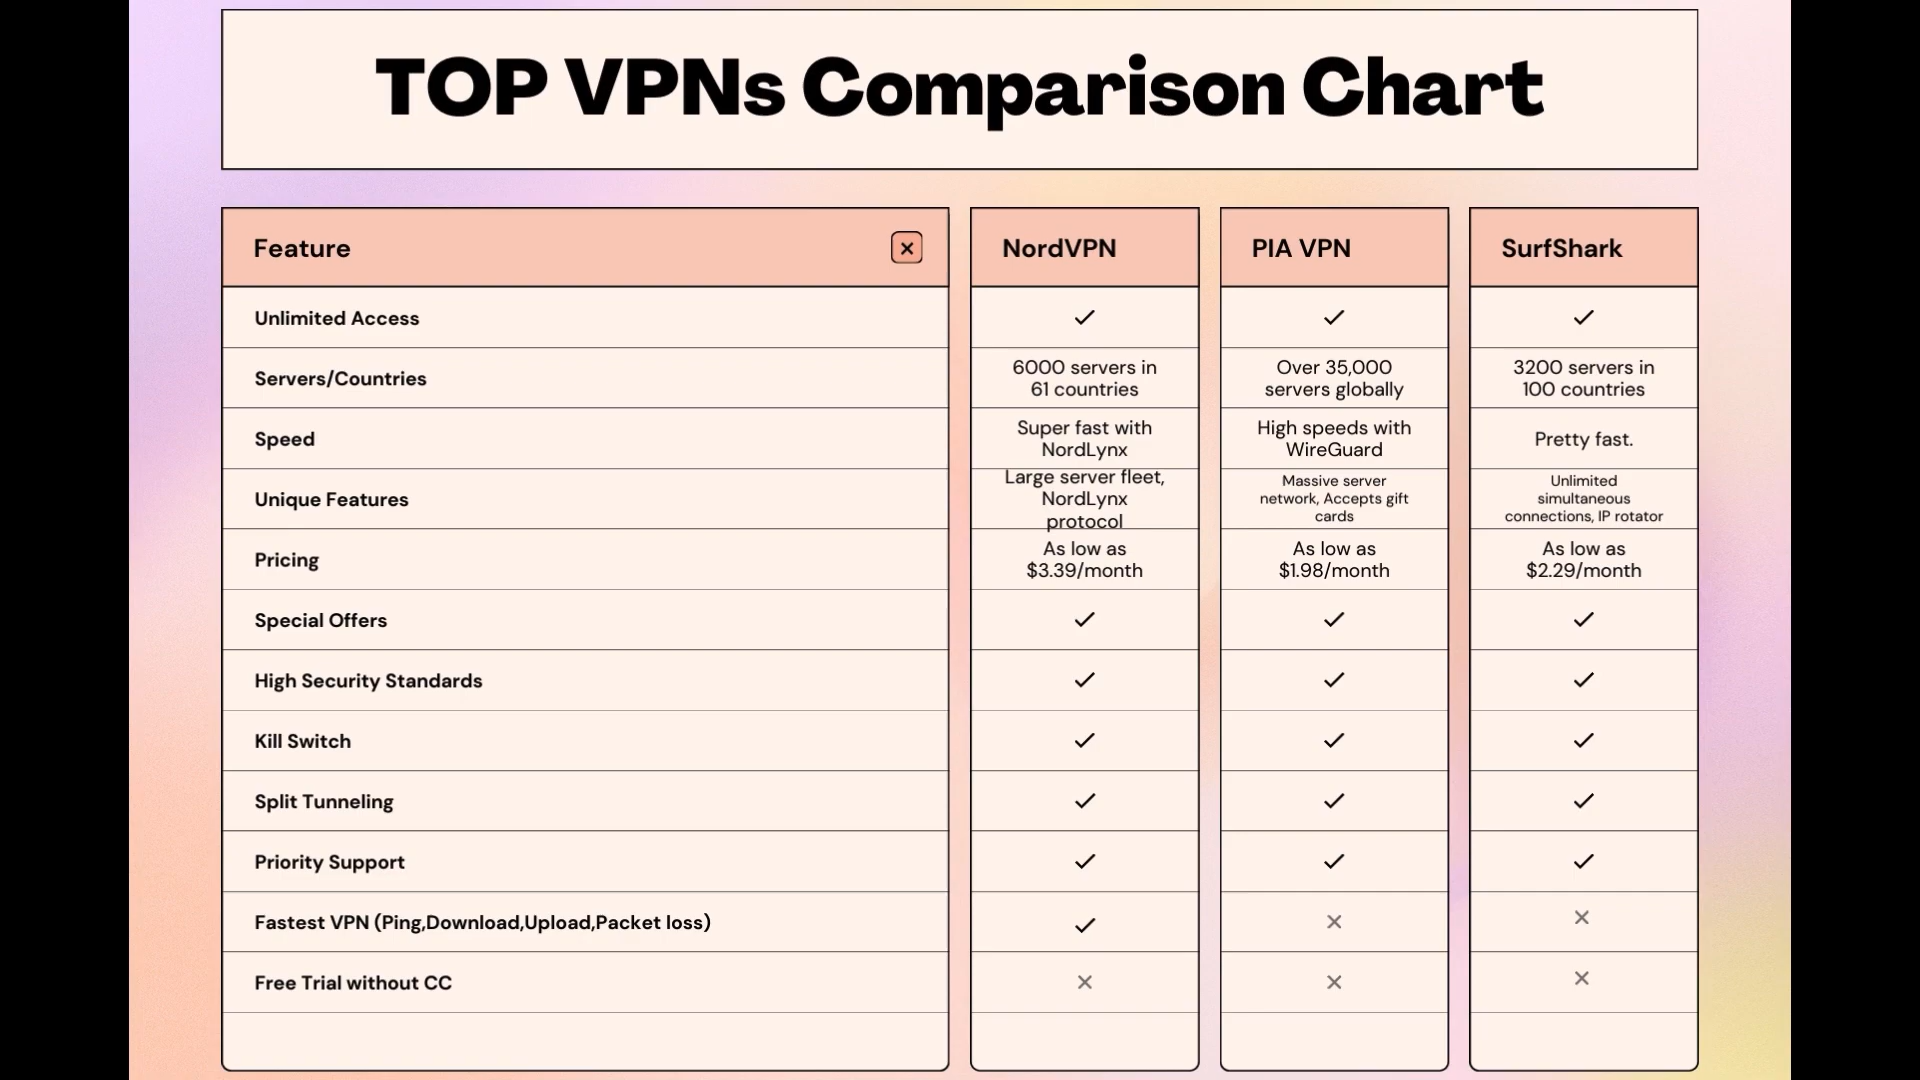 TOP VPNs Comparison Chart
Feature
NordVPN
PIA VPN
SurfShark
Unlimited Access
Servers/Countries
6000 servers in
61 countries
Over 35,000
servers globally
3200 servers in
100 countries
Speed
Super fast with
NordLynx
High speeds with
WireGuard
Pretty fast.
Unique Features
Large server fleet,
NordLynx
protocol
Massive server
network, Accepts gift
cards
Unlimited
simultaneous
connections, IP rotator
Pricing
As low as
$3.39/month
As low as
$1.98/month
As low as
$2.29/month
Special Offers
High Security Standards
Kill Switch
Split Tunneling
Priority Support
Fastest VPN (Ping,Download,Upload,Packet loss)
Free Trial without CC